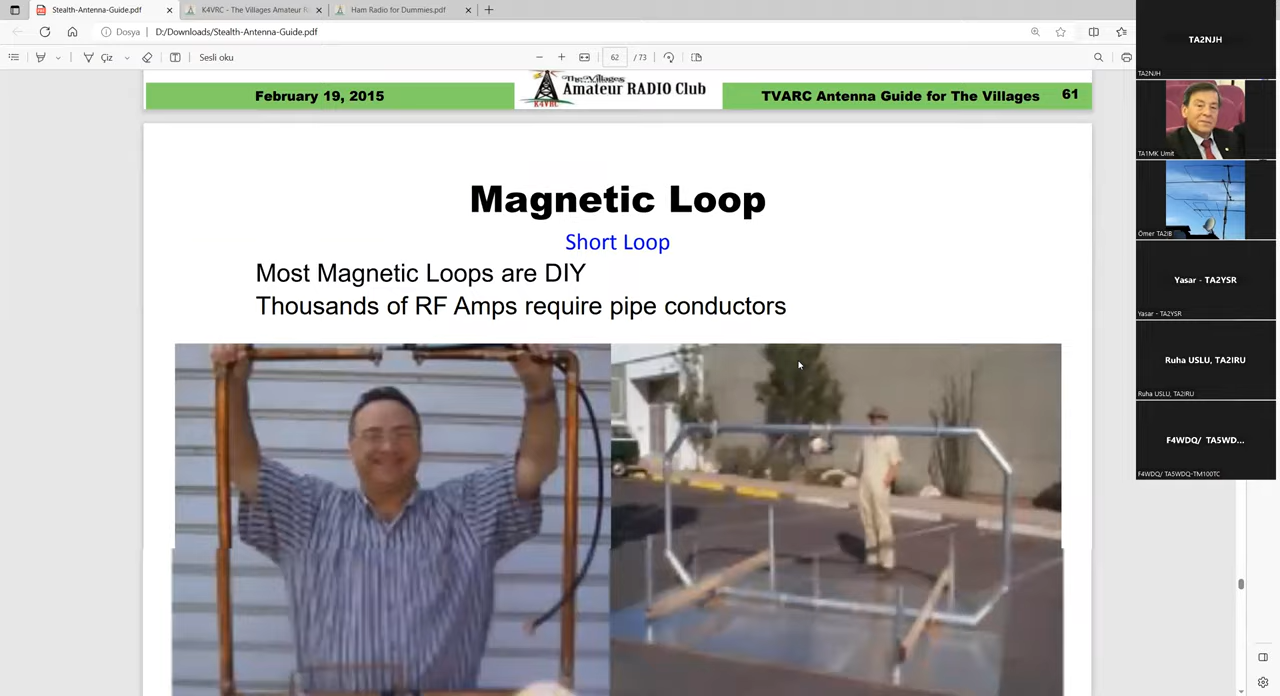 Stealth-Antenna-Guide.pdf
K4VRC - The Villages Amateur R
Ham Radio for Dummies.pdf
Dosya
D:/Downloads/Stealth-Antenna-Guide.pdf
Çiz
Sesli oku
62
/ 73
February 19, 2015
The Villages
Amateur RADIO Club
K4VRC
TVARC Antenna Guide for The Villages
61
Magnetic Loop
Short Loop
Most Magnetic Loops are DIY
Thousands of RF Amps require pipe conductors
TA2NJH
TA2NJH
TA1MK Umit
Ömer TA2IB
Yasar - TA2YSR
Yasar - TA2YSR
Ruha USLU, TA2IRU
Ruha USLU, TA2IRU
F4WDQ/ TA5WD...
F4WDQ/ TA5WDQ-TM100TC